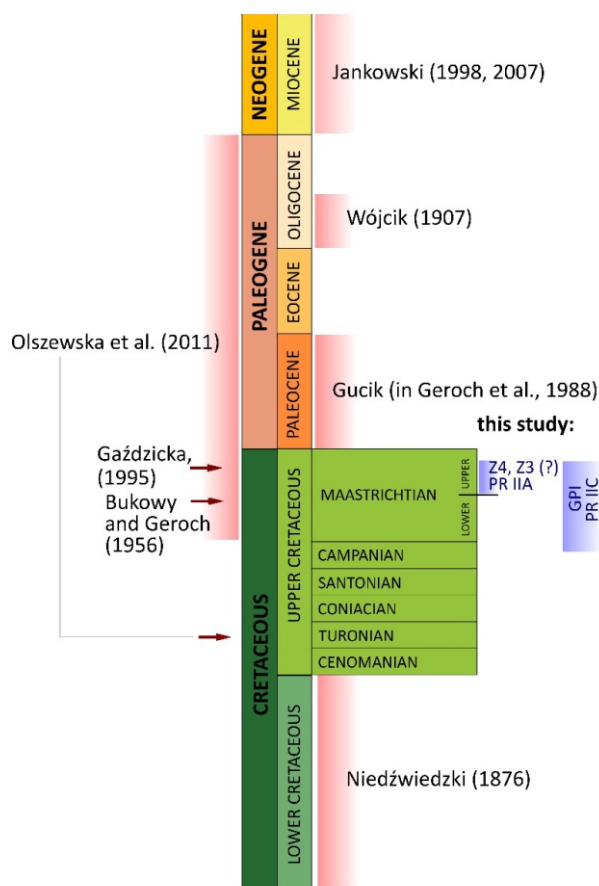 NEOGENE
MIOCENE
Jankowski (1998, 2007)
PALEOGENE
OLIGOCENE
Wójcik (1907)
EOCENE
Olszewska et al. (2011)
PALEOCENE
Gucik (in Geroch et al., 1988)
this study:
Gaździcka,
(1995)
Bukowy
and Geroch
(1956)
CRETACEOUS
UPPER CRETACEOUS
MAASTRICHTIAN
UPPER
LOWER
Z4, Z3 (?)
PR IIA
GPI
PR IIC
CAMPANIAN
SANTONIAN
CONIACIAN
TURONIAN
CENOMANIAN
LOWER CRETACEOUS
Niedźwiedzki (1876)